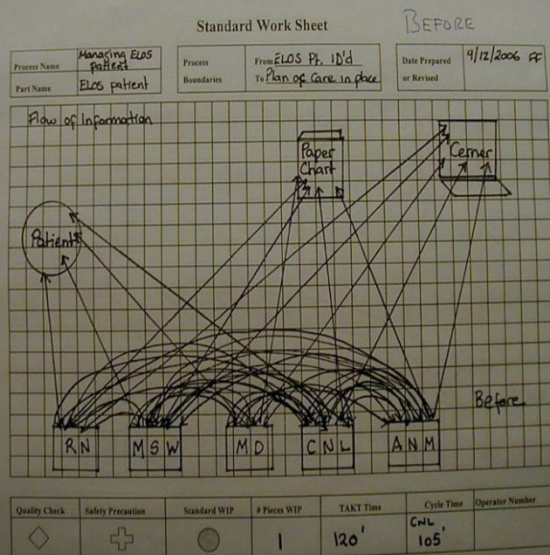 Standard Work Sheet
BEFORE
Process Name
Managing ELOS
patient
Part Name
ELOS patient
Process
Boundaries
From ELOS Pt. ID'd
To Plan of Care in place
Date Prepared
or Revised
9/12/2006 FF
Flow of Information
Paper
Chart
Cerner
Patient
Before
RN
MSW
MD
CNL
ANM
Quality Check
Safety Precaution
Standard WIP
# Pieces WIP
1
TAKT Time
120'
Cycle Time
CNL
105'
Operator Number